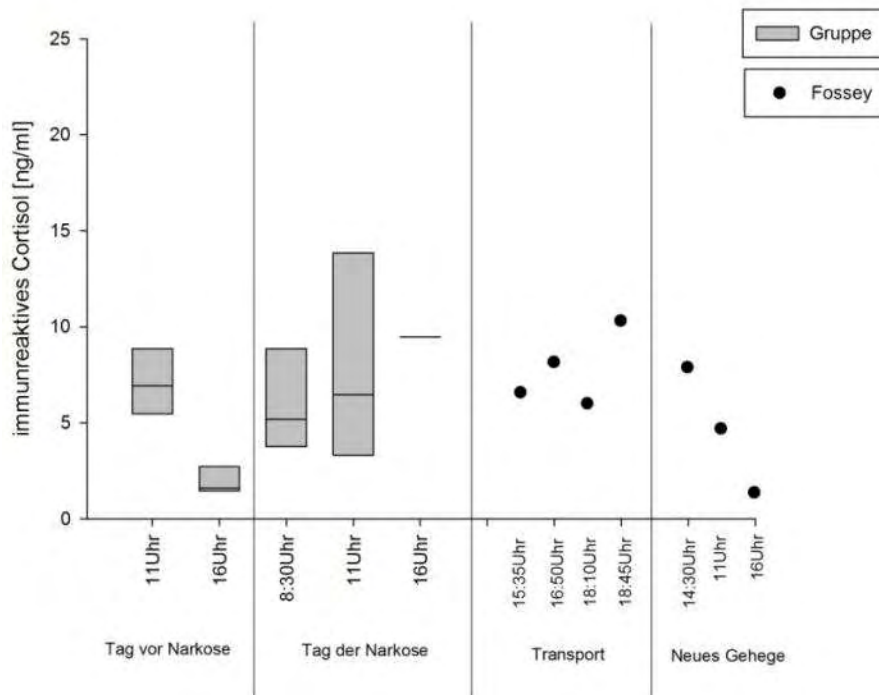 25
20
15
10
5
0
immunreaktives Cortisol [ng/ml]
Gruppe
Fossey
11Uhr
16Uhr
8:30Uhr
11Uhr
16Uhr
15:35Uhr
16:50Uhr
18:10Uhr
18:45Uhr
14:30Uhr
11Uhr
16Uhr
Tag vor Narkose
Tag der Narkose
Transport
Neues Gehege